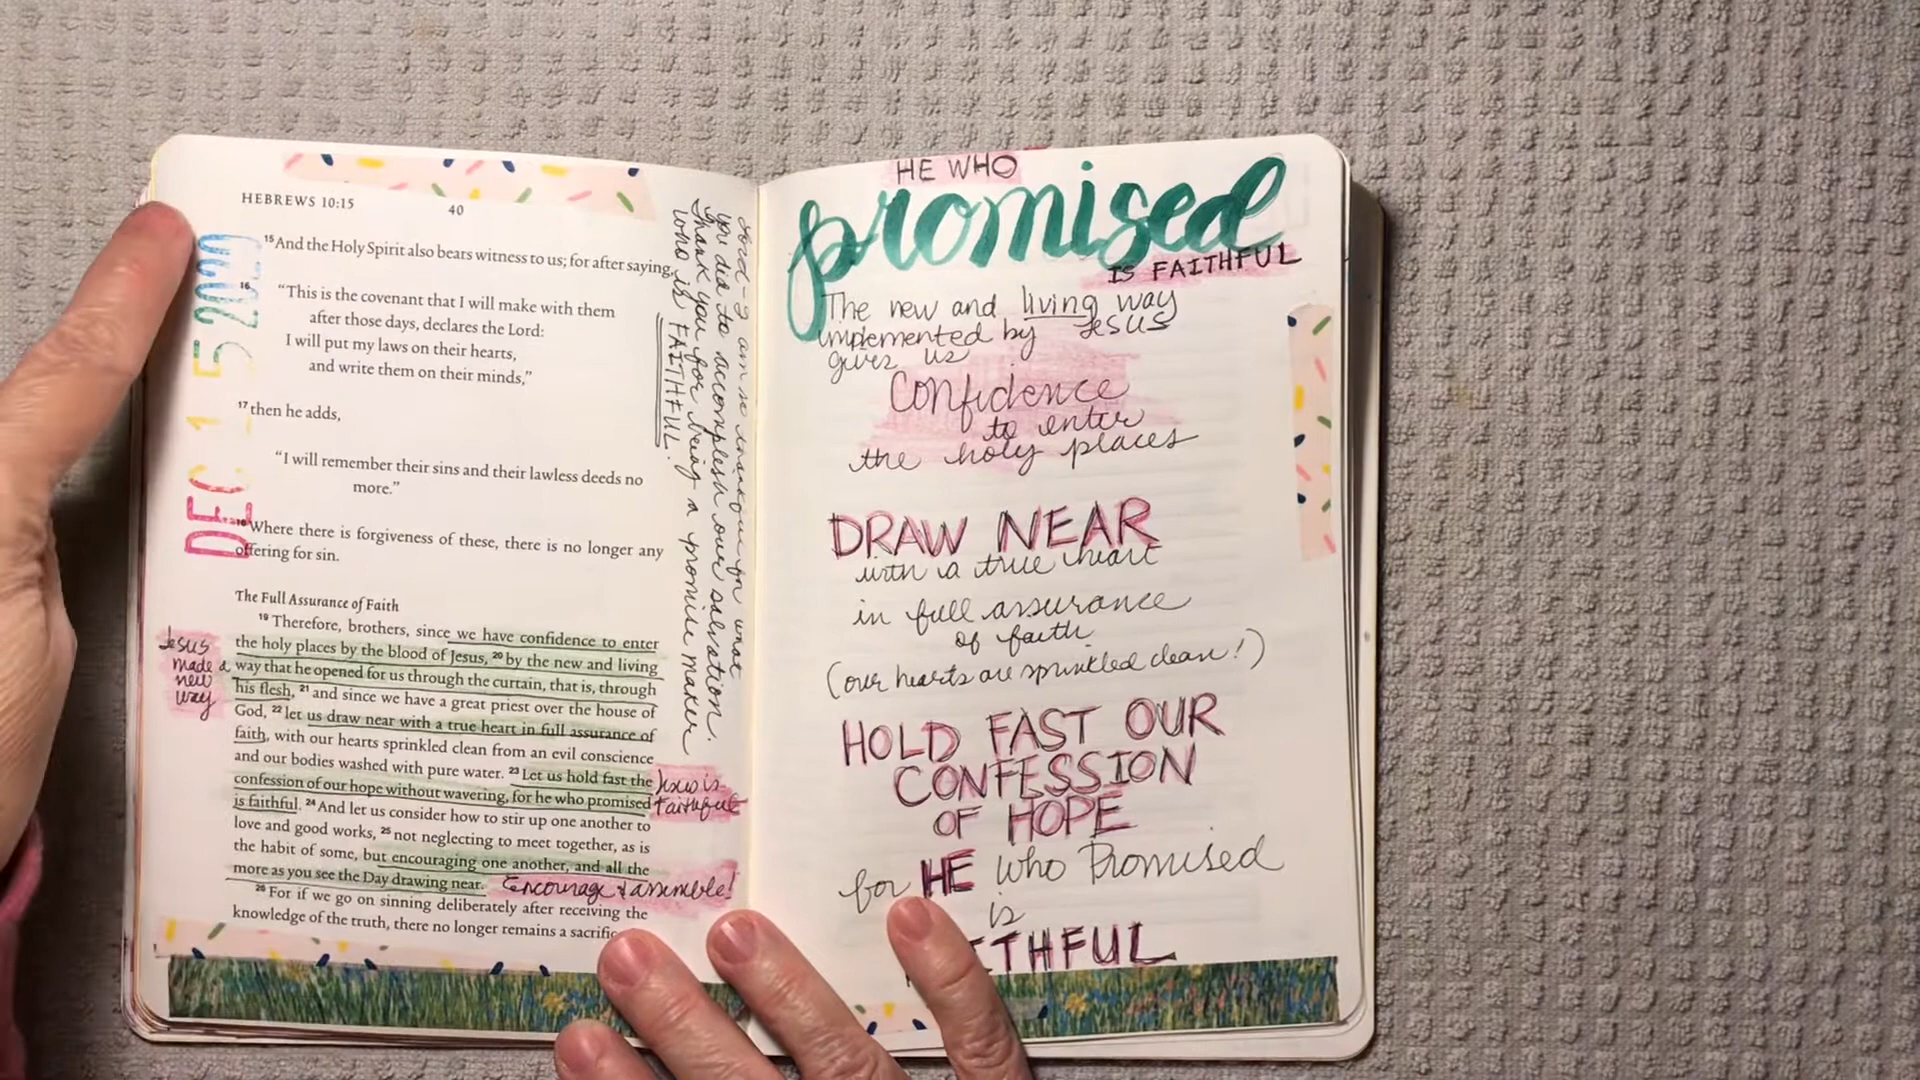 HEBREWS 10:15
40
15 And the Holy Spirit also bears witness to us; for after saying,
16 “This is the covenant that I will make with them
after those days, declares the Lord:
I will put my laws on their hearts,
and write them on their minds,”
17 then he adds,
“I will remember their sins and their lawless deeds no
more.”
18 Where there is forgiveness of these, there is no longer any
offering for sin.
The Full Assurance of Faith
19 Therefore, brothers, since we have confidence to enter
the holy places by the blood of Jesus, 20 by the new and living
way that he opened for us through the curtain, that is, through
his flesh, 21 and since we have a great priest over the house of
God, 22 let us draw near with a true heart in full assurance of
faith, with our hearts sprinkled clean from an evil conscience
and our bodies washed with pure water. 23 Let us hold fast the
confession of our hope without wavering, for he who promised
is faithful. 24 And let us consider how to stir up one another to
love and good works, 25 not neglecting to meet together, as is
the habit of some, but encouraging one another, and all the
more as you see the Day drawing near.
26 For if we go on sinning deliberately after receiving the
knowledge of the truth, there no longer remains a sacrific
DEC 15 2020
Jesus
made a
new
way
is
faithful
Encourage & assemble!
Lord - I am so thankful for what
you did to accomplish our salvation.
Thank you for being a promise maker
who is FAITHFUL!
HE WHO
promised
IS FAITHFUL
The new and living way
implemented by Jesus
gives us
Confidence
to enter
the holy places
DRAW NEAR
with a true heart
in full assurance
of faith
(our hearts are sprinkled clean!)
HOLD FAST OUR
CONFESSION
OF HOPE
for HE who Promised
is
ITHFUL